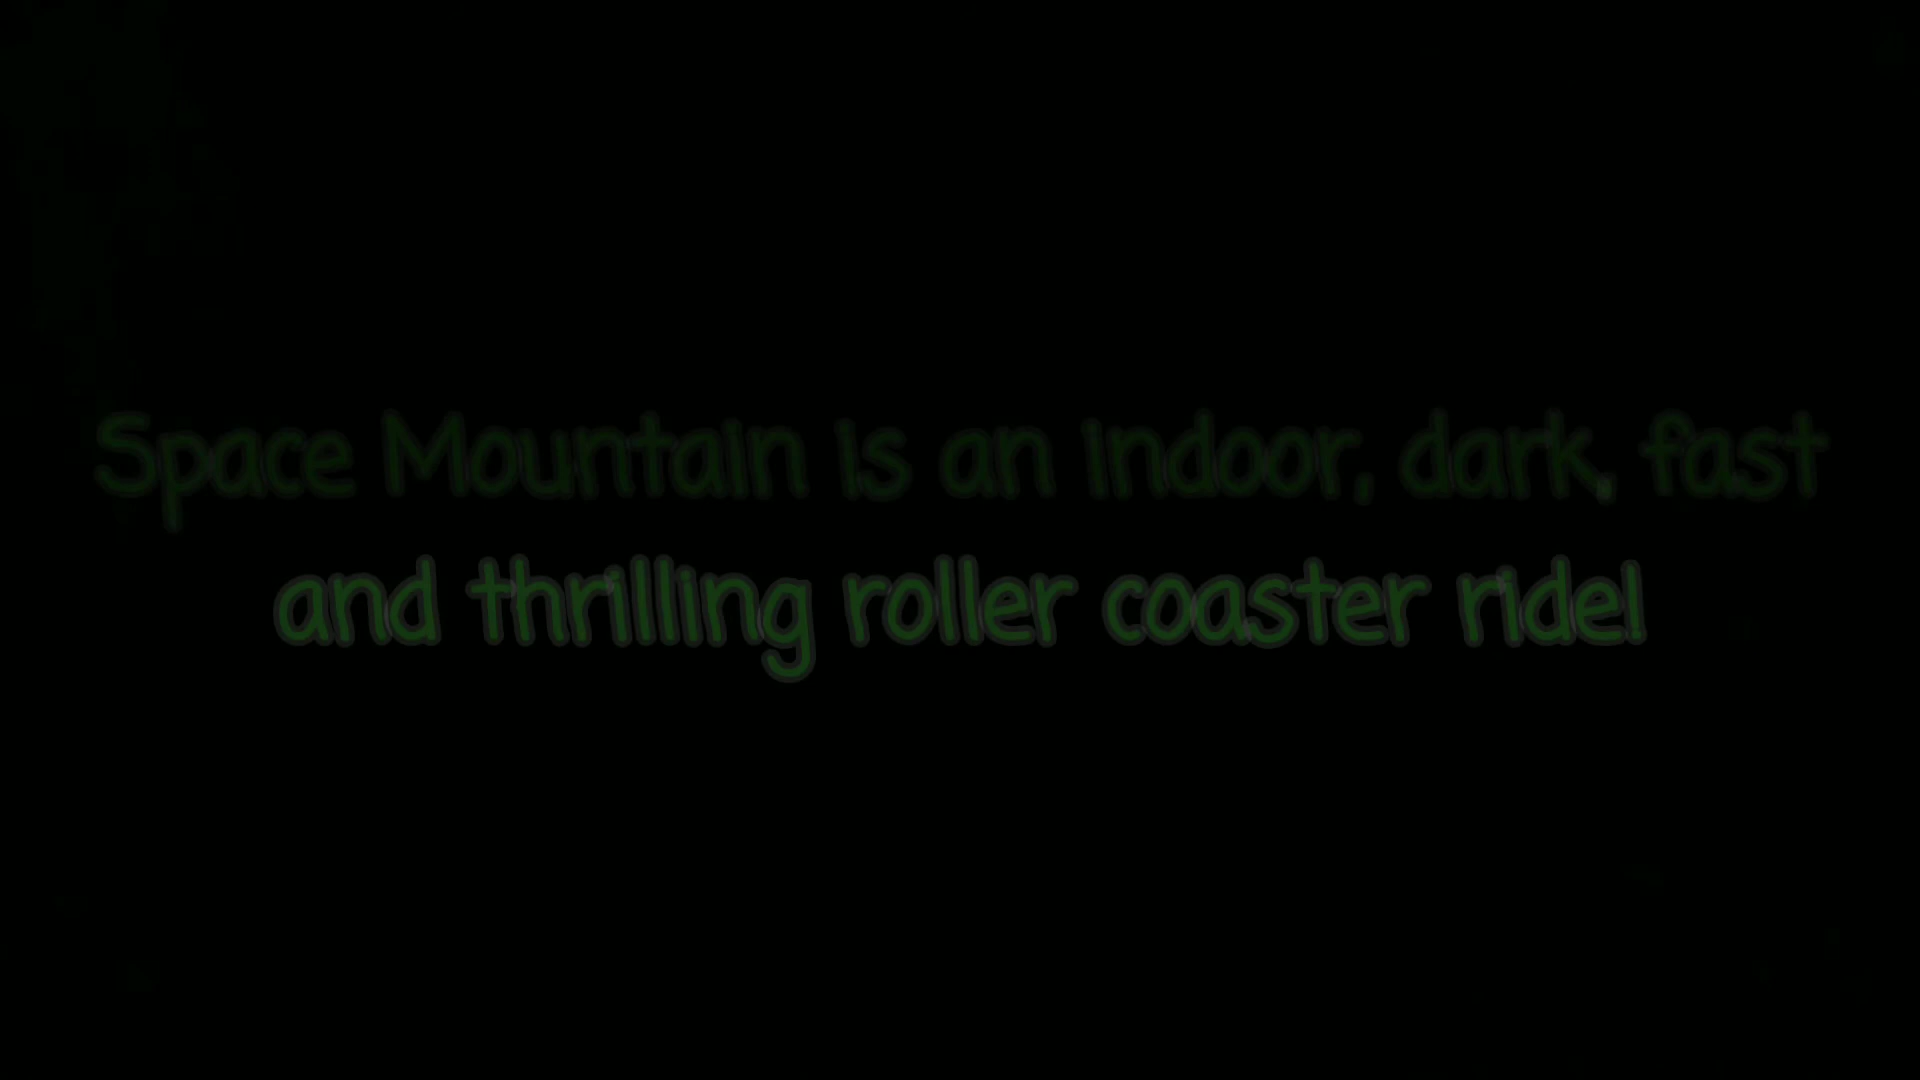 Space Mountain is an indoor, dark, fast
and thrilling roller coaster ride!